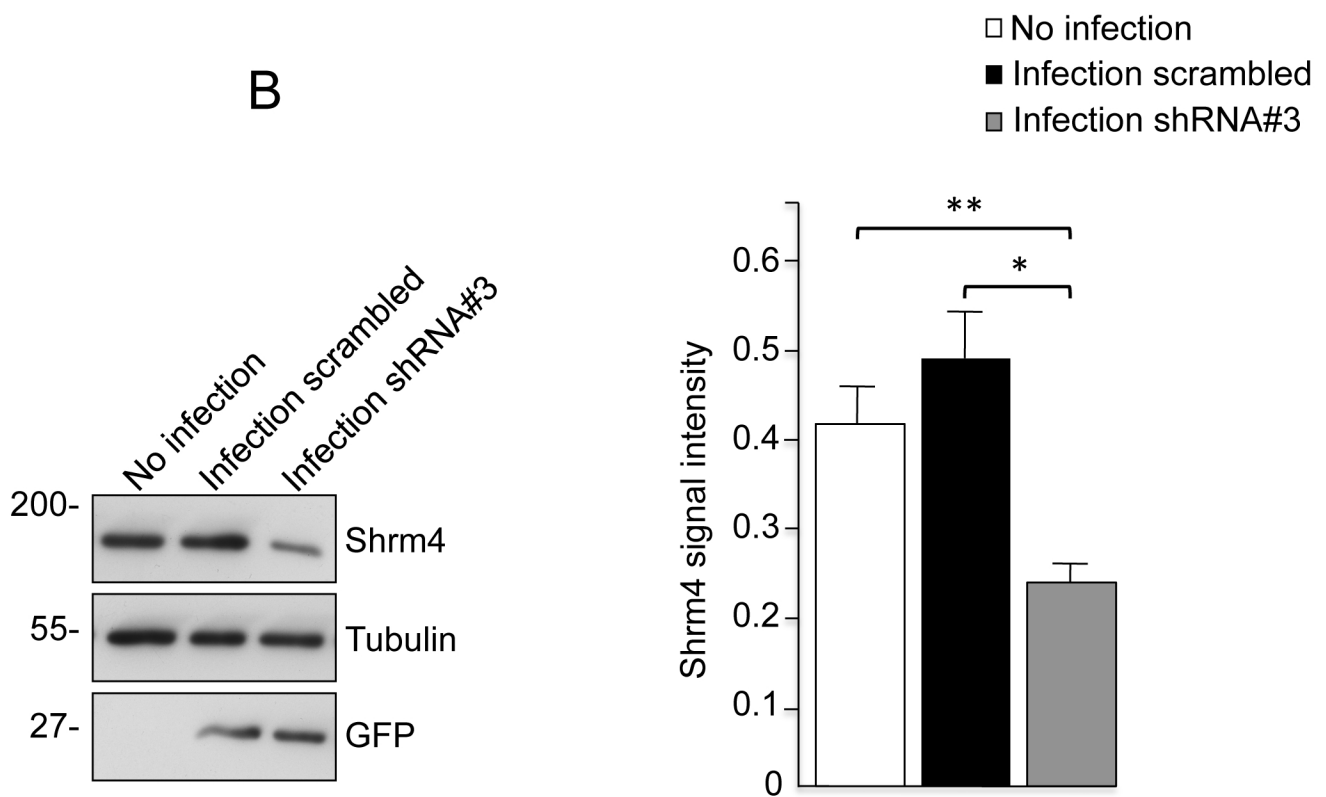 B
No infection
Infection scrambled
Infection shRNA#3
200-
Shrm4
55-
Tubulin
27-
GFP
No infection
Infection scrambled
Infection shRNA#3
**
*
Shrm4 signal intensity
0.6
0.5
0.4
0.3
0.2
0.1
0